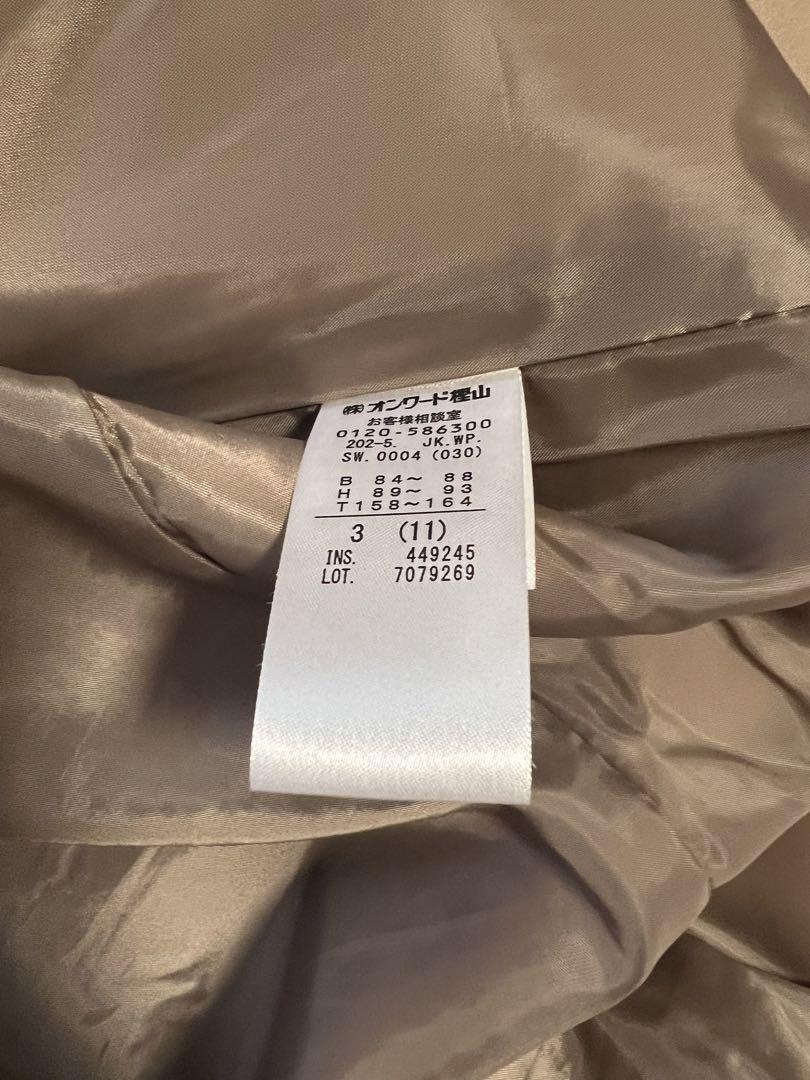 ㈱オンワード樫山
お客様相談室
0120-586300
202-5. JK.WP.
SW.0004(030)
B 84～ 88
H 89～ 93
T158～164
3 (11)
INS. 449245
LOT. 7079269